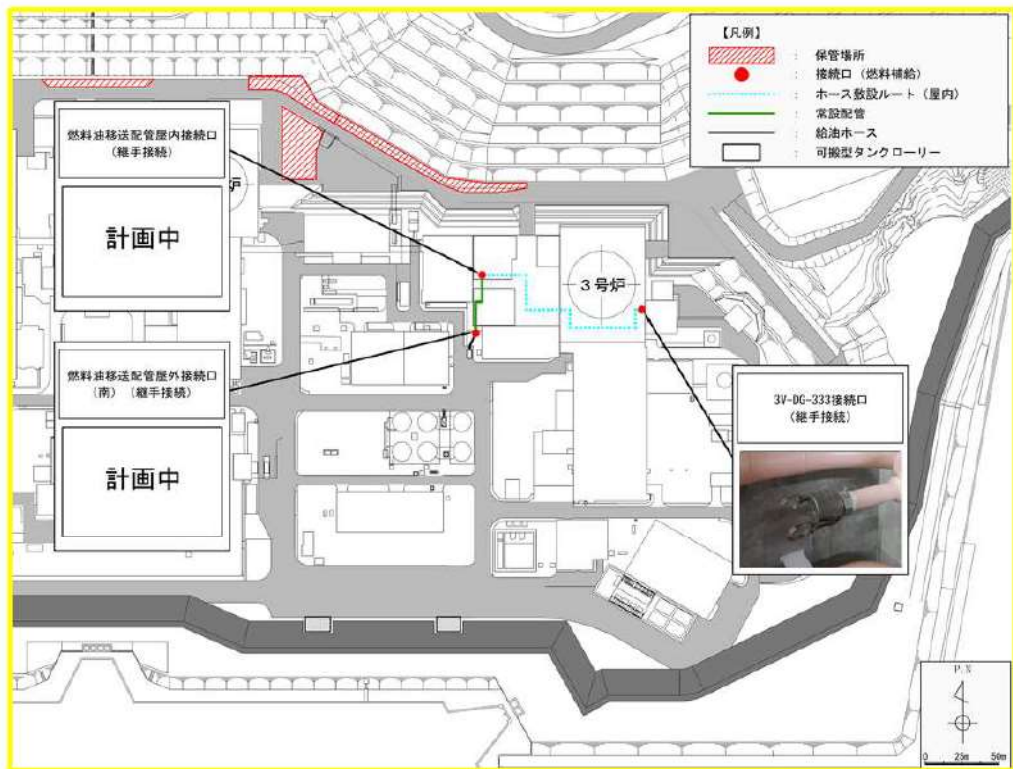 【凡例】
: 保管場所
: 接続口（燃料補給）
: ホース敷設ルート（屋内）
: 常設配管
: 給油ホース
: 可搬型タンクローリー
燃料油移送配管屋内接続口
（継手接続）
計画中
炉
３号炉
燃料油移送配管屋外接続口
（南）（継手接続）
計画中
3V-DG-333接続口
（継手接続）
P.N
0 25m 50m